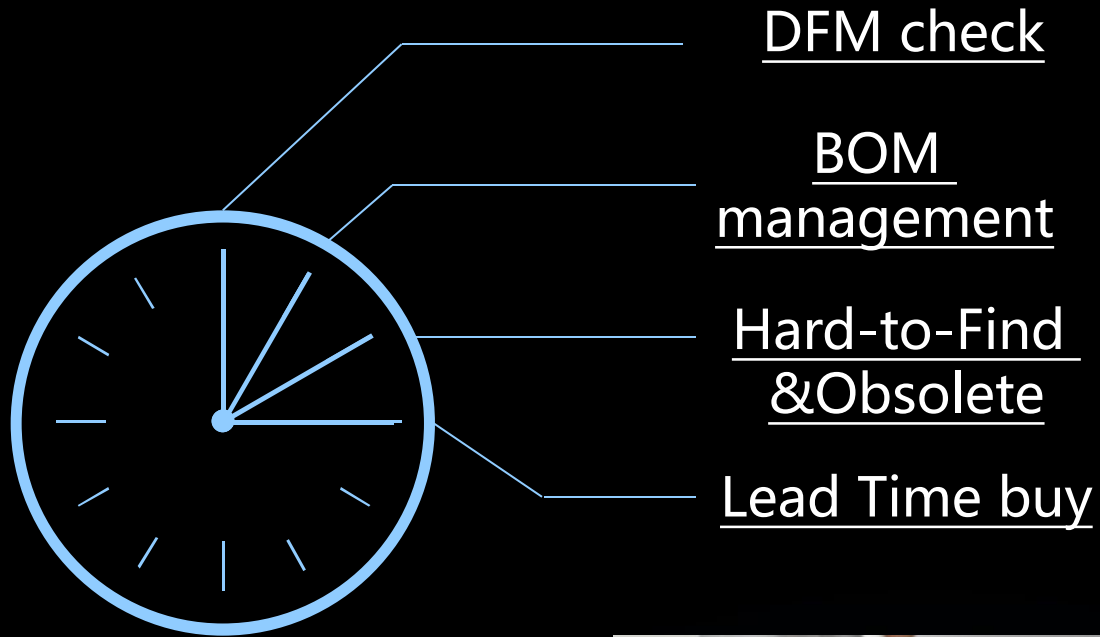 DFM check
BOM
management
Hard-to-Find
&Obsolete
Lead Time buy